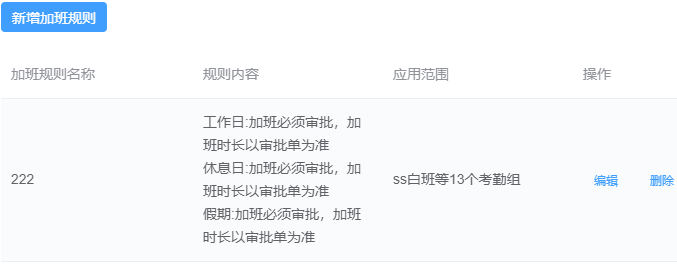 新增加班规则
加班规则名称 规则内容 应用范围 操作
工作日:加班必须审批，加
班时长以审批单为准
休息日:加班必须审批，加
222 班时长以审批单为准 ss白班等13个考勤组 编辑 删除
假期:加班必须审批，加班
时长以审批单为准